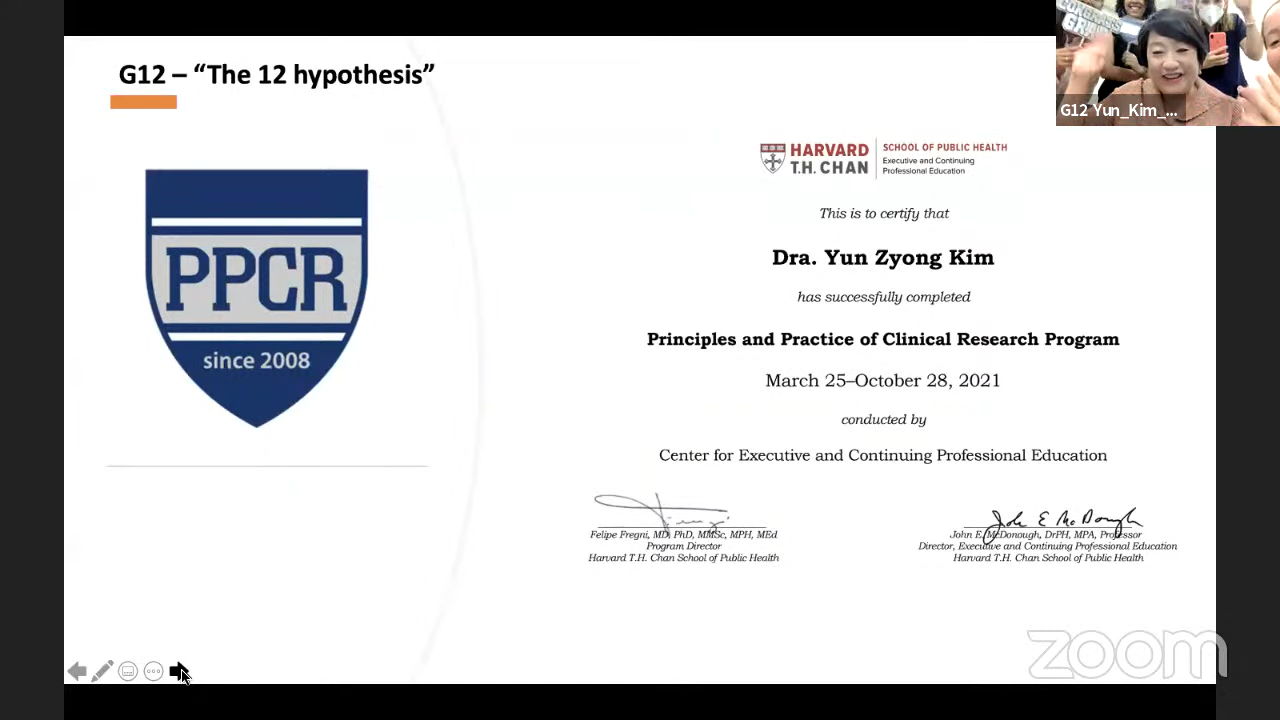 G12 – “The 12 hypothesis”
G12 Yun_Kim_...
PPCR
since 2008
HARVARD
T.H. CHAN
SCHOOL OF PUBLIC HEALTH
Executive and Continuing
Professional Education
This is to certify that
Dra. Yun Zyong Kim
has successfully completed
Principles and Practice of Clinical Research Program
March 25–October 28, 2021
conducted by
Center for Executive and Continuing Professional Education
Felipe Fregni, MD, PhD, MMSc, MPH, MEd
Program Director
Harvard T.H. Chan School of Public Health
John E McDonough
John E. McDonough, DrPH, MPA, Professor
Director, Executive and Continuing Professional Education
Harvard T.H. Chan School of Public Health
zoom